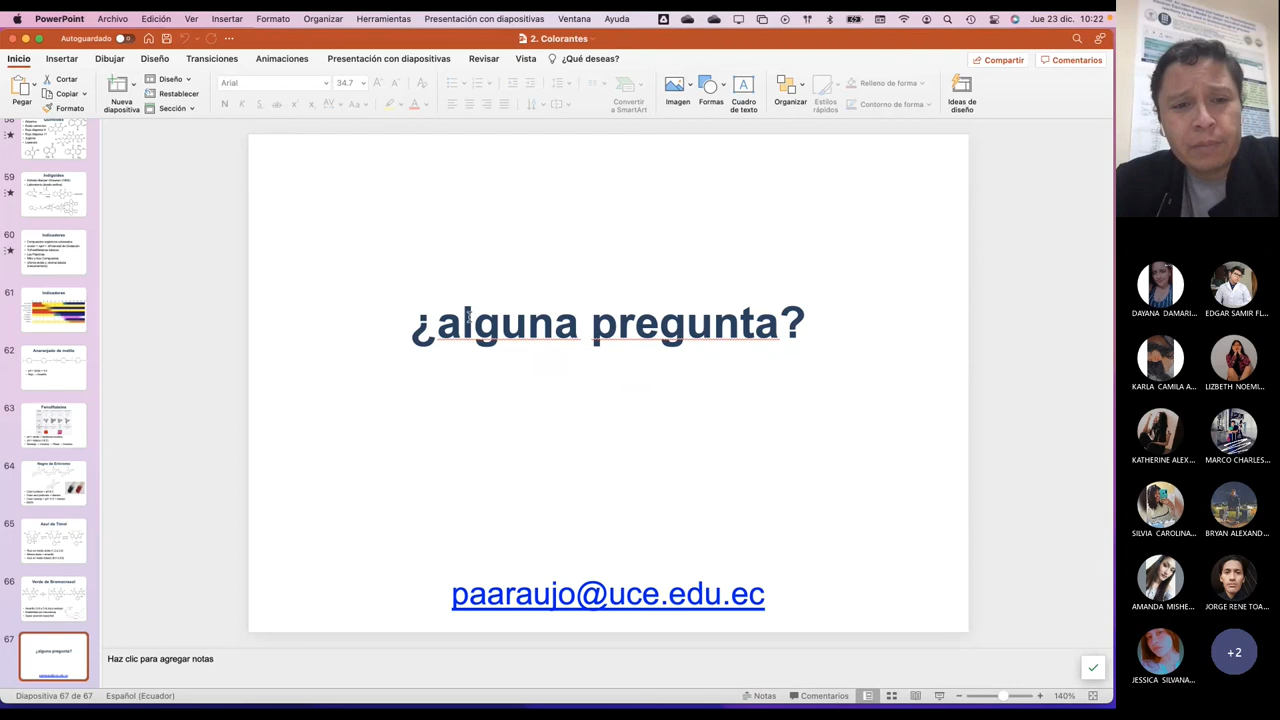 PowerPoint Archivo Edición Ver Insertar Formato Organizar Herramientas Presentación con diapositivas Ventana Ayuda Jue 23 dic. 10:22
Autoguardado 2. Colorantes
Inicio Insertar Dibujar Diseño Transiciones Animaciones Presentación con diapositivas Revisar Vista ¿Qué deseas? Compartir Comentarios
Pegar
Cortar
Copiar
Formato
Nueva diapositiva
Diseño
Restablecer
Sección
Arial 34.7
Convertir a SmartArt
Imagen
Formas
Cuadro de texto
Organizar
Estilos rápidos
Relleno de forma
Contorno de forma
Ideas de diseño
58
59
Indigoides
60
Indicadores
61
Indicadores
62
Anaranjado de metilo
63
Fenolftaleína
64
Negro de Eriocromo
65
Azul de Timol
66
Verde de Bromocresol
67
¿alguna pregunta?
¿alguna pregunta?
paaraujo@uce.edu.ec
Haz clic para agregar notas
Diapositiva 67 de 67 Español (Ecuador) Notas Comentarios 140%
DAYANA DAMARI... EDGAR SAMIR FL...
KARLA CAMILA A... LIZBETH NOEMI...
KATHERINE ALEX... MARCO CHARLES...
SILVIA CAROLINA... BRYAN ALEXAND...
AMANDA MISHE... JORGE RENE TOA...
JESSICA SILVANA... +2